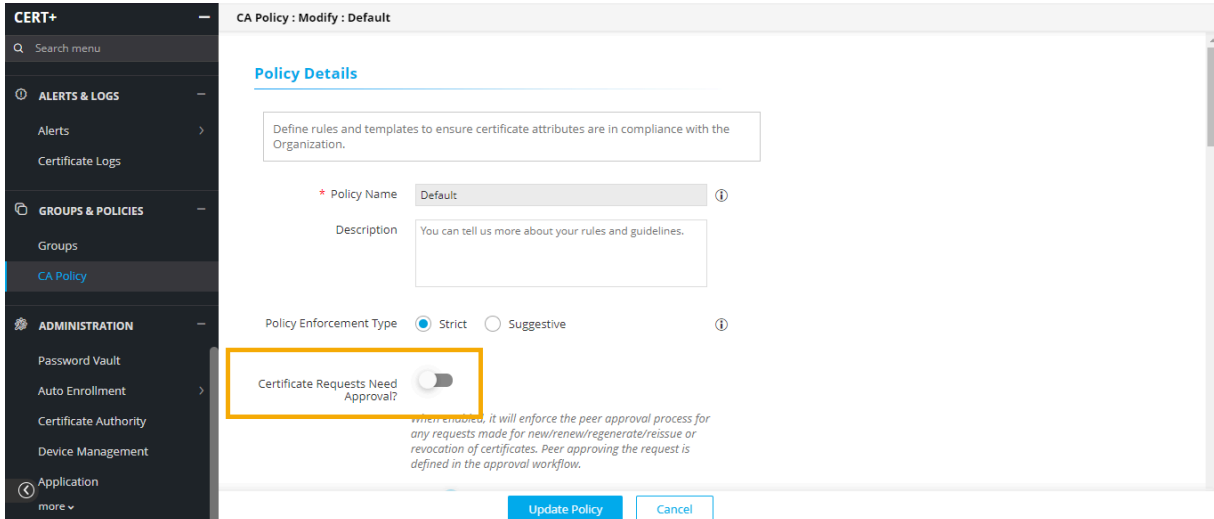 CERT+
Search menu
ALERTS & LOGS
Alerts
Certificate Logs
GROUPS & POLICIES
Groups
CA Policy
ADMINISTRATION
Password Vault
Auto Enrollment
Certificate Authority
Device Management
Application
more
CA Policy : Modify : Default
Policy Details
Define rules and templates to ensure certificate attributes are in compliance with the
Organization.
* Policy Name Default
Description You can tell us more about your rules and guidelines.
Policy Enforcement Type Strict Suggestive
Certificate Requests Need
Approval?
When enabled, it will enforce the peer approval process for
any requests made for new/renew/regenerate/reissue or
revocation of certificates. Peer approving the request is
defined in the approval workflow.
Update Policy Cancel